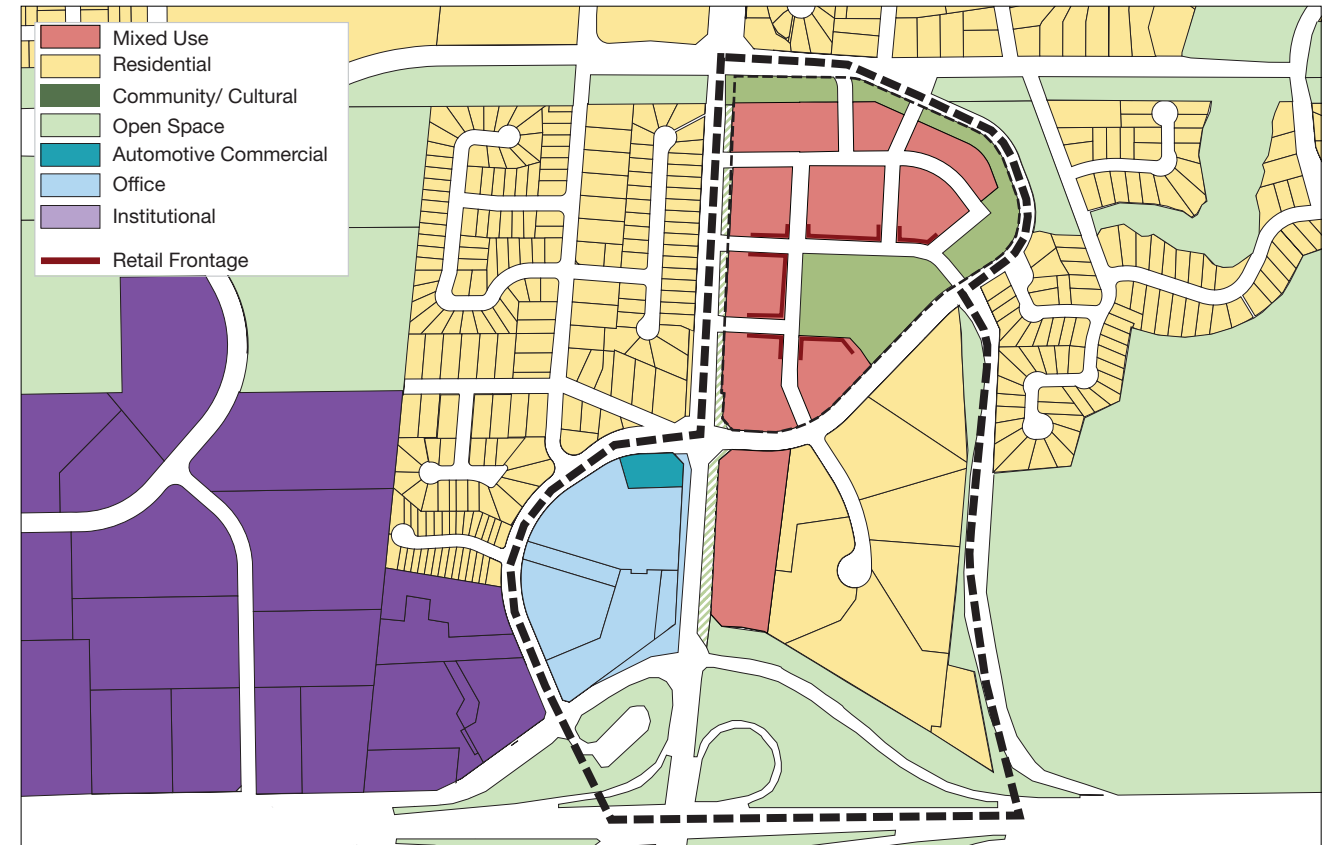 Mixed Use
Residential
Community/ Cultural
Open Space
Automotive Commercial
Office
Institutional
Retail Frontage